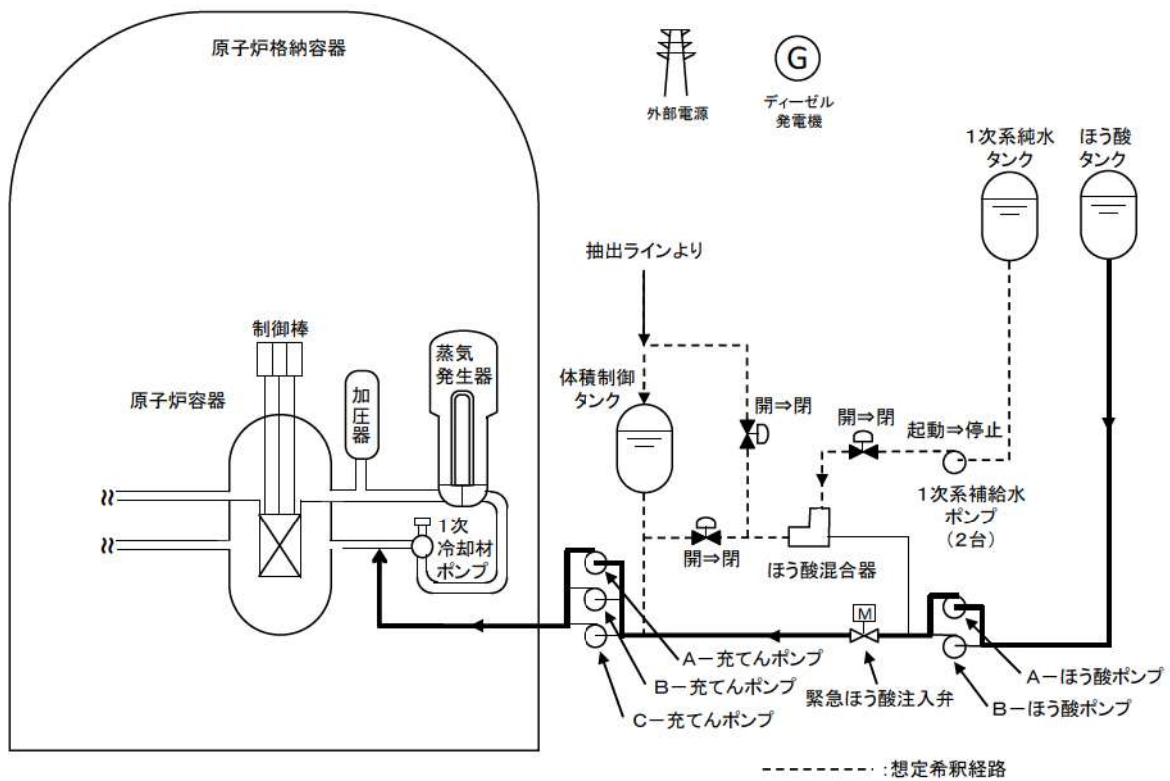 原子炉格納容器
外部電源
G
ディーゼル
発電機
1次系純水
タンク
ほう酸
タンク
抽出ラインより
制御棒
蒸気
発生器
加圧器
原子炉容器
体積制御
タンク
開⇒閉
開⇒閉
起動⇒停止
1次系補給水
ポンプ
(2台)
1次
冷却材
ポンプ
開⇒閉
ほう酸混合器
M
A-充てんポンプ
B-充てんポンプ
C-充てんポンプ
緊急ほう酸注入弁
A-ほう酸ポンプ
B-ほう酸ポンプ
:想定希釈経路